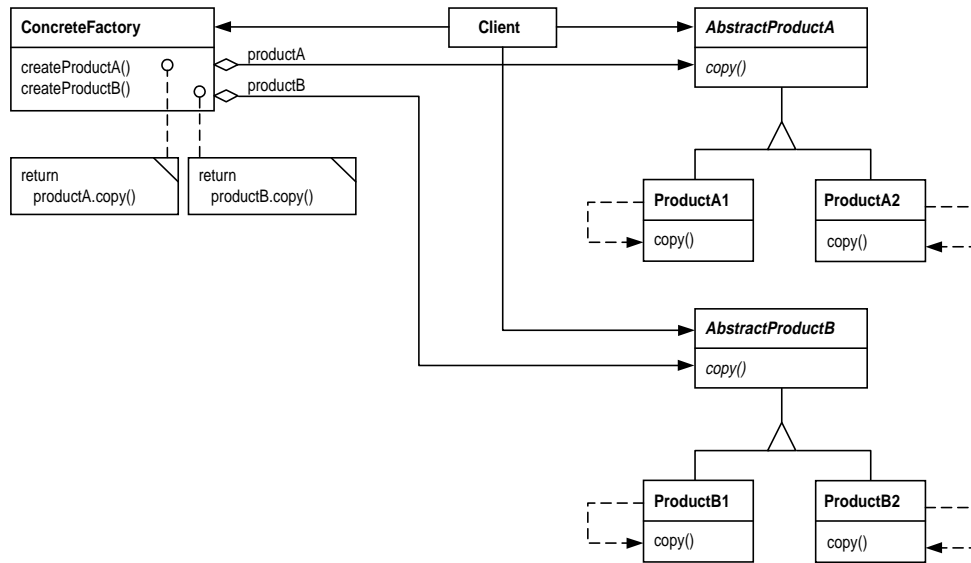 ConcreteFactory
createProductA()
createProductB()
return
productA.copy()
return
productB.copy()
productA
productB
Client
AbstractProductA
copy()
ProductA1
copy()
ProductA2
copy()
AbstractProductB
copy()
ProductB1
copy()
ProductB2
copy()